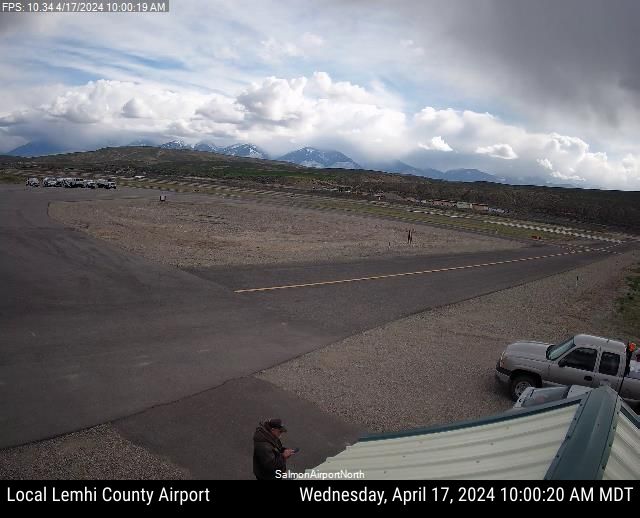 FPS: 10.34 4/17/2024 10:00:19 AM
SalmonAirportNorth
Local Lemhi County Airport Wednesday, April 17, 2024 10:00:20 AM MDT